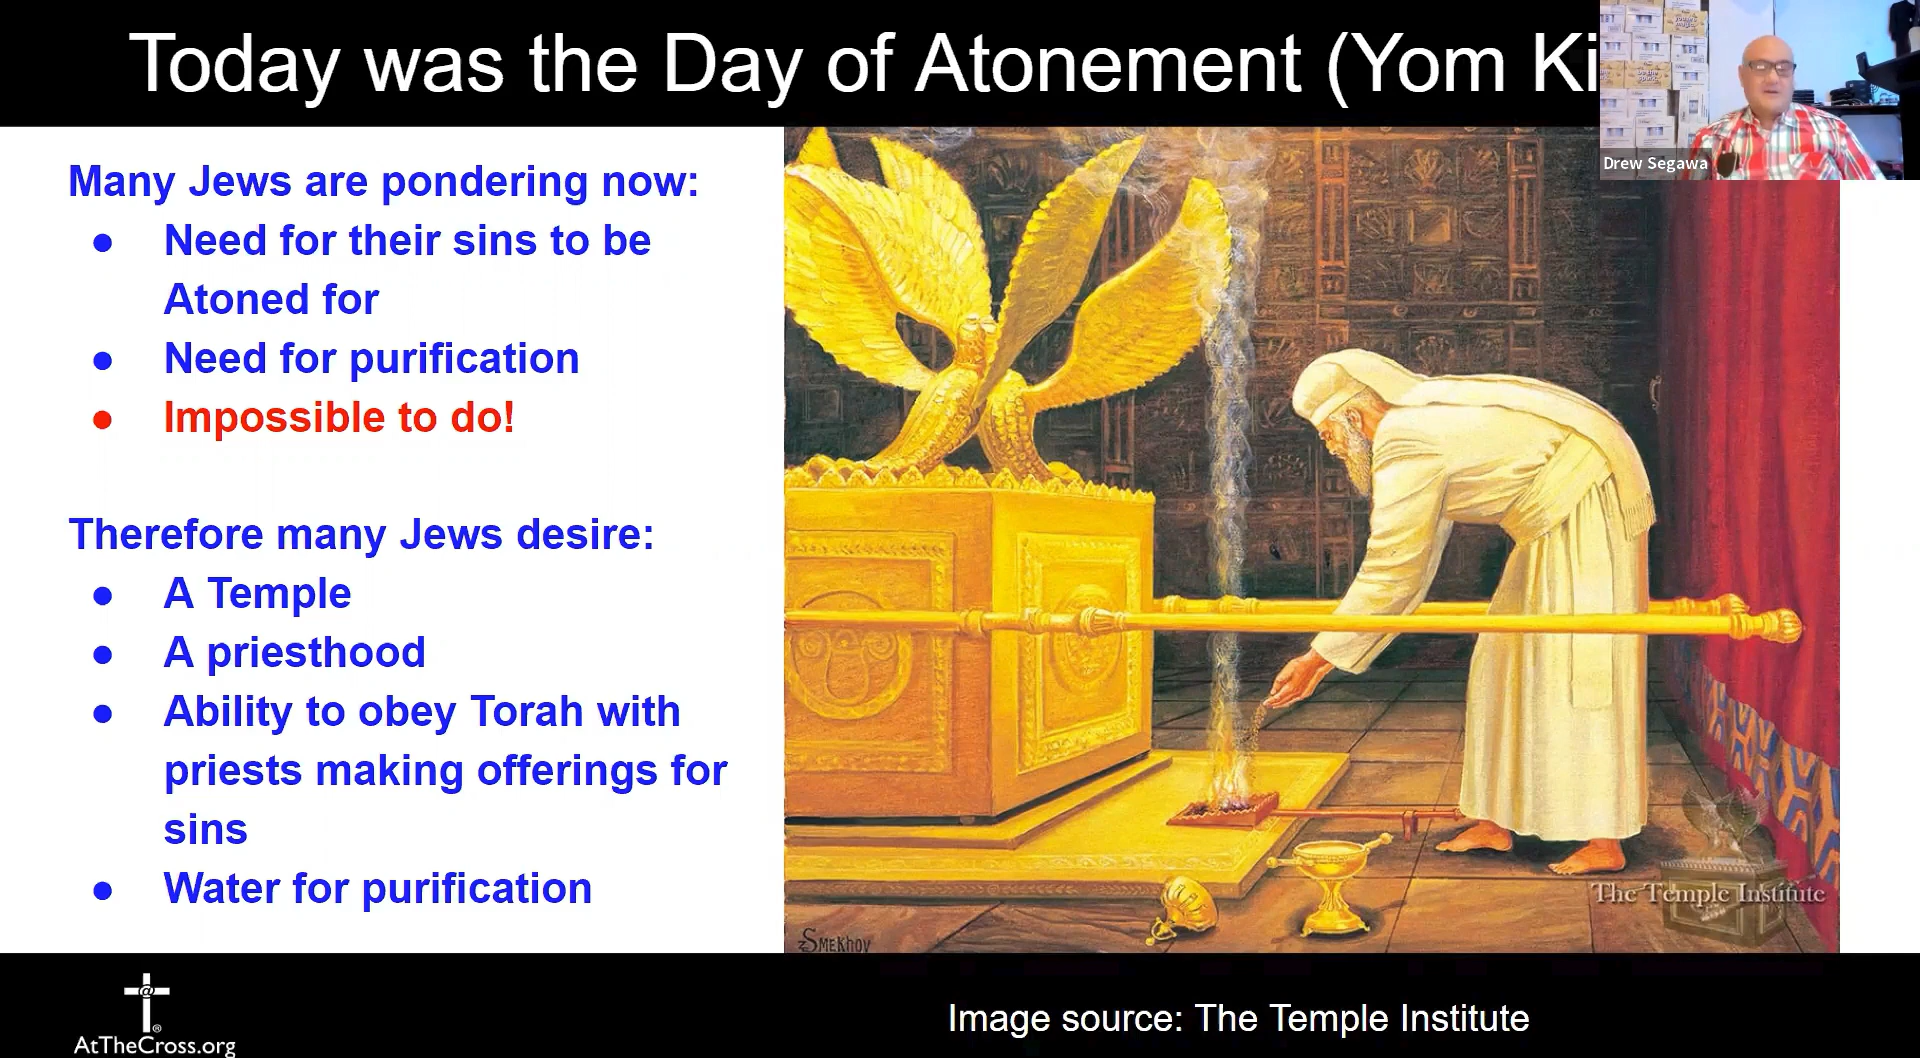 Today was the Day of Atonement (Yom Ki
Drew Segawa
Many Jews are pondering now:
● Need for their sins to be
Atoned for
● Need for purification
● Impossible to do!
Therefore many Jews desire:
● A Temple
● A priesthood
● Ability to obey Torah with
priests making offerings for
sins
● Water for purification
The Temple Institute
Smekhov
@
AtTheCross.org
Image source: The Temple Institute